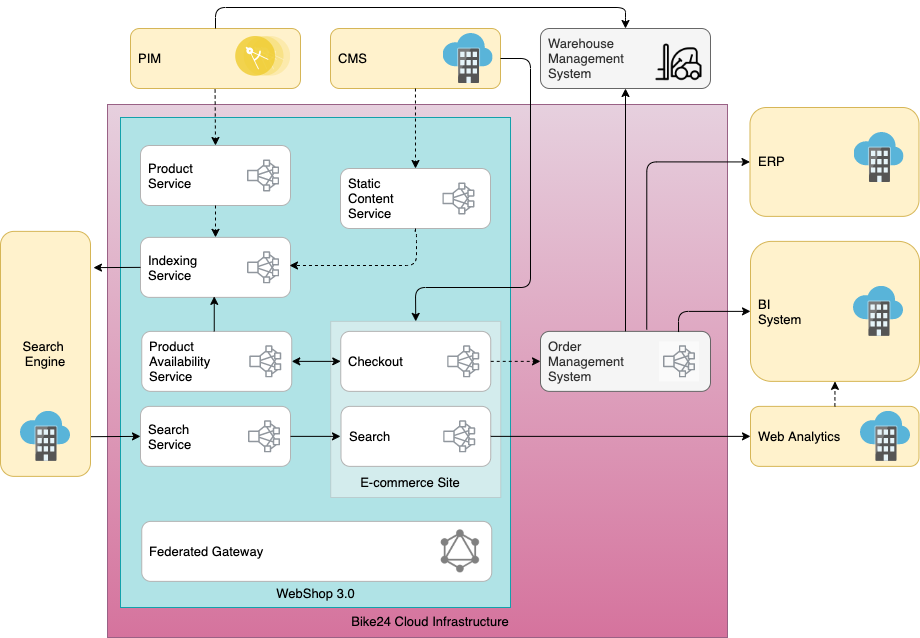 PIM
CMS
Warehouse
Management
System
Product
Service
Static
Content
Service
ERP
Indexing
Service
Search
Engine
BI
System
Product
Availability
Service
Checkout
Order
Management
System
Search
Service
Search
Web Analytics
E-commerce Site
Federated Gateway
WebShop 3.0
Bike24 Cloud Infrastructure